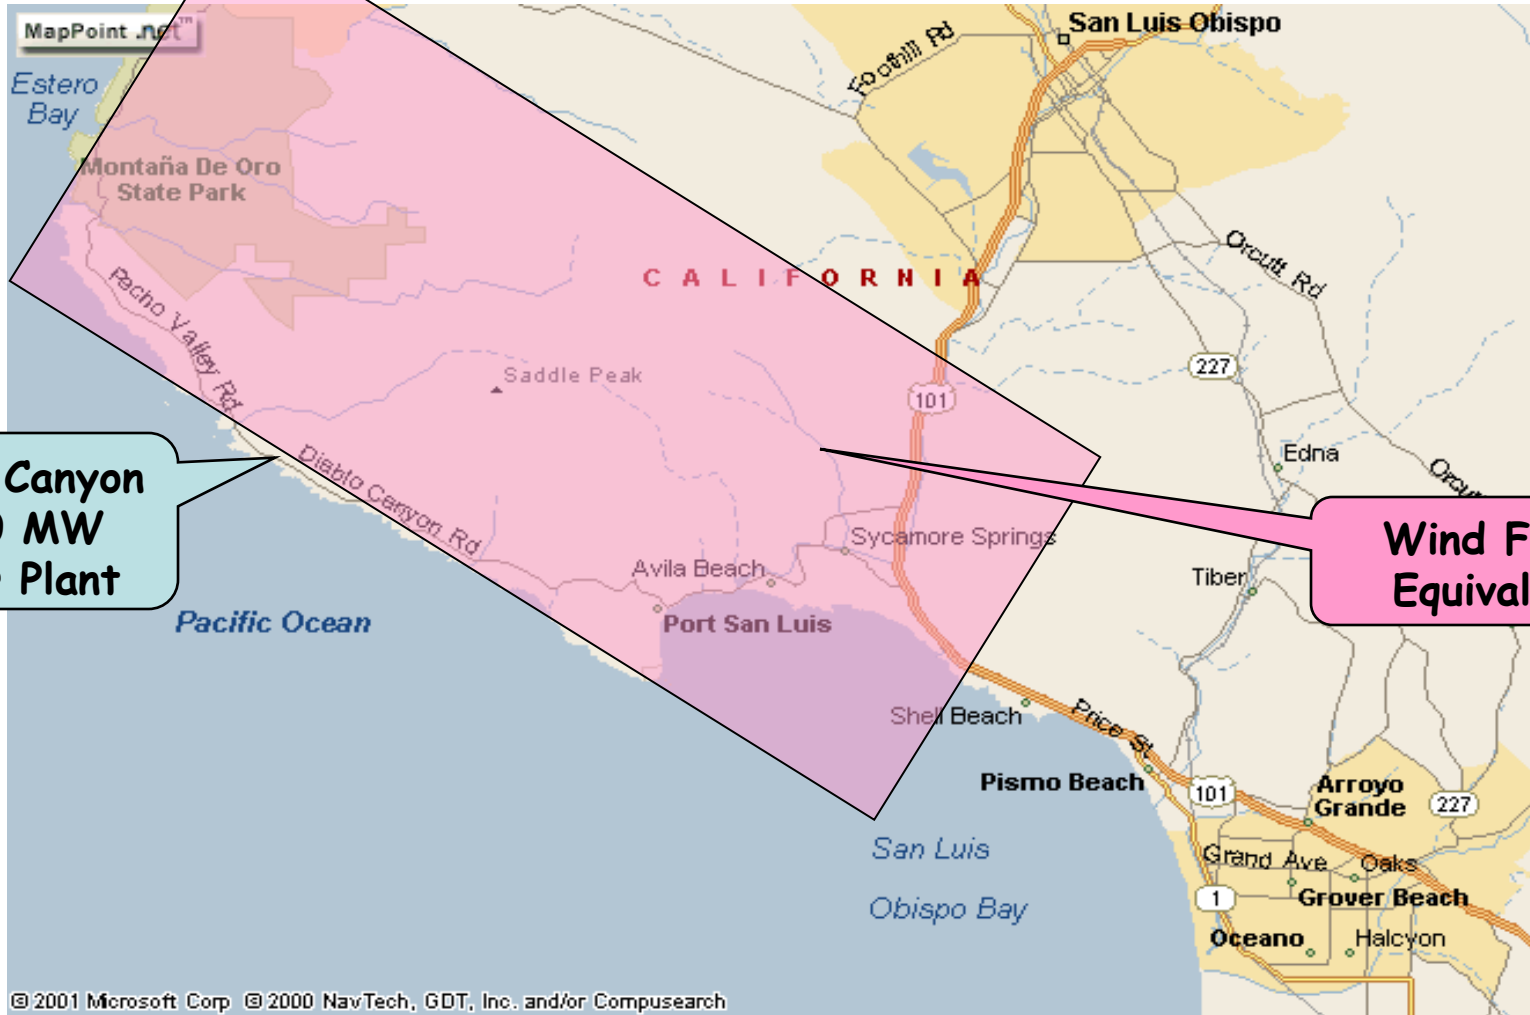 MapPoint .net™
San Luis Obispo
Foothill Rd
Estero
Bay
Montaña De Oro
State Park
Orcutt Rd
CALIFORNIA
Pecho Valley Rd
Saddle Peak
227
101
Edna
Canyon
MW
Plant
Diablo Canyon Rd
Wind
Sycamore Springs
Avila Beach
Tiber
Pacific Ocean
Port San Luis
Shell Beach
Price St
Pismo Beach
101
Arroyo
Grande
227
San Luis
Obispo Bay
Grand Ave
Oaks
1
Grover Beach
Oceano
Halcyon
© 2001 Microsoft Corp © 2000 NavTech, GDT, Inc. and/or Compusearch